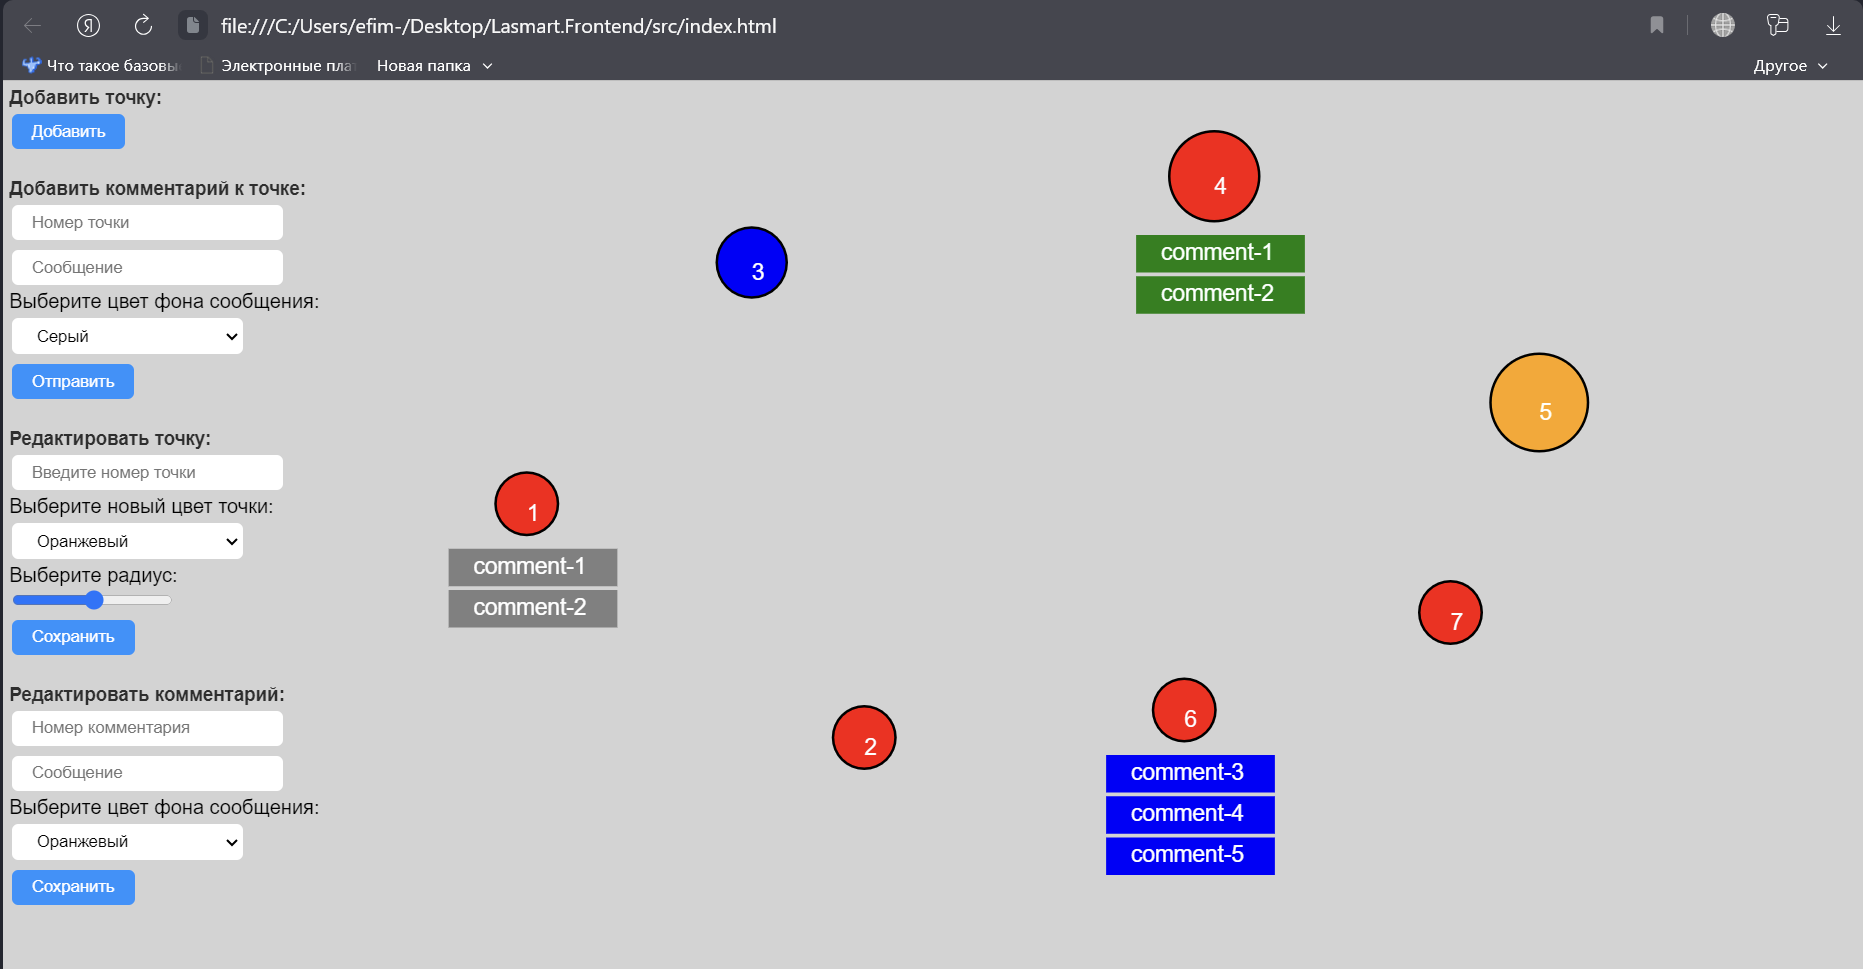 file:///C:/Users/efim-/Desktop/Lasmart.Frontend/src/index.html
Что такое базовы
Электронные пла
Новая папка
Другое
Добавить точку:
Добавить
Добавить комментарий к точке:
Номер точки
Сообщение
Выберите цвет фона сообщения:
Серый
Отправить
Редактировать точку:
Введите номер точки
Выберите новый цвет точки:
Оранжевый
Выберите радиус:
Сохранить
Редактировать комментарий:
Номер комментария
Сообщение
Выберите цвет фона сообщения:
Оранжевый
Сохранить
4
comment-1
comment-2
3
5
1
comment-1
comment-2
7
2
6
comment-3
comment-4
comment-5